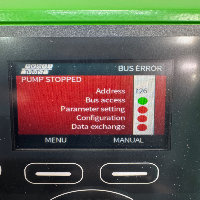 BUS ERROR
PUMP STOPPED
Address 126
Bus access
Parameter setting
Configuration
Data exchange
MENU MANUAL